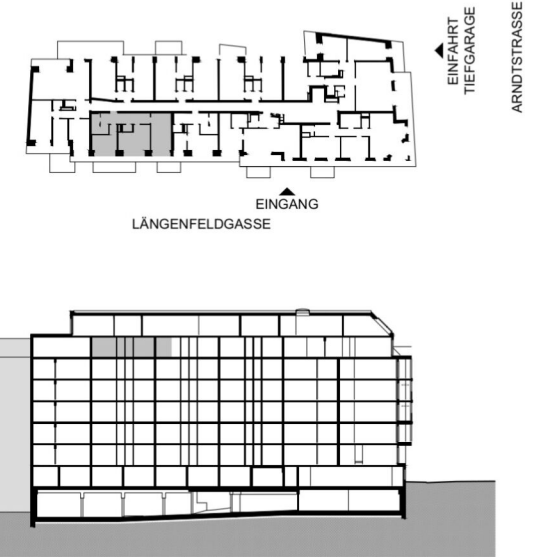 EINFAHRT
TIEFGARAGE
ARNDTSTRASSE
EINGANG
LÄNGENFELDGASSE